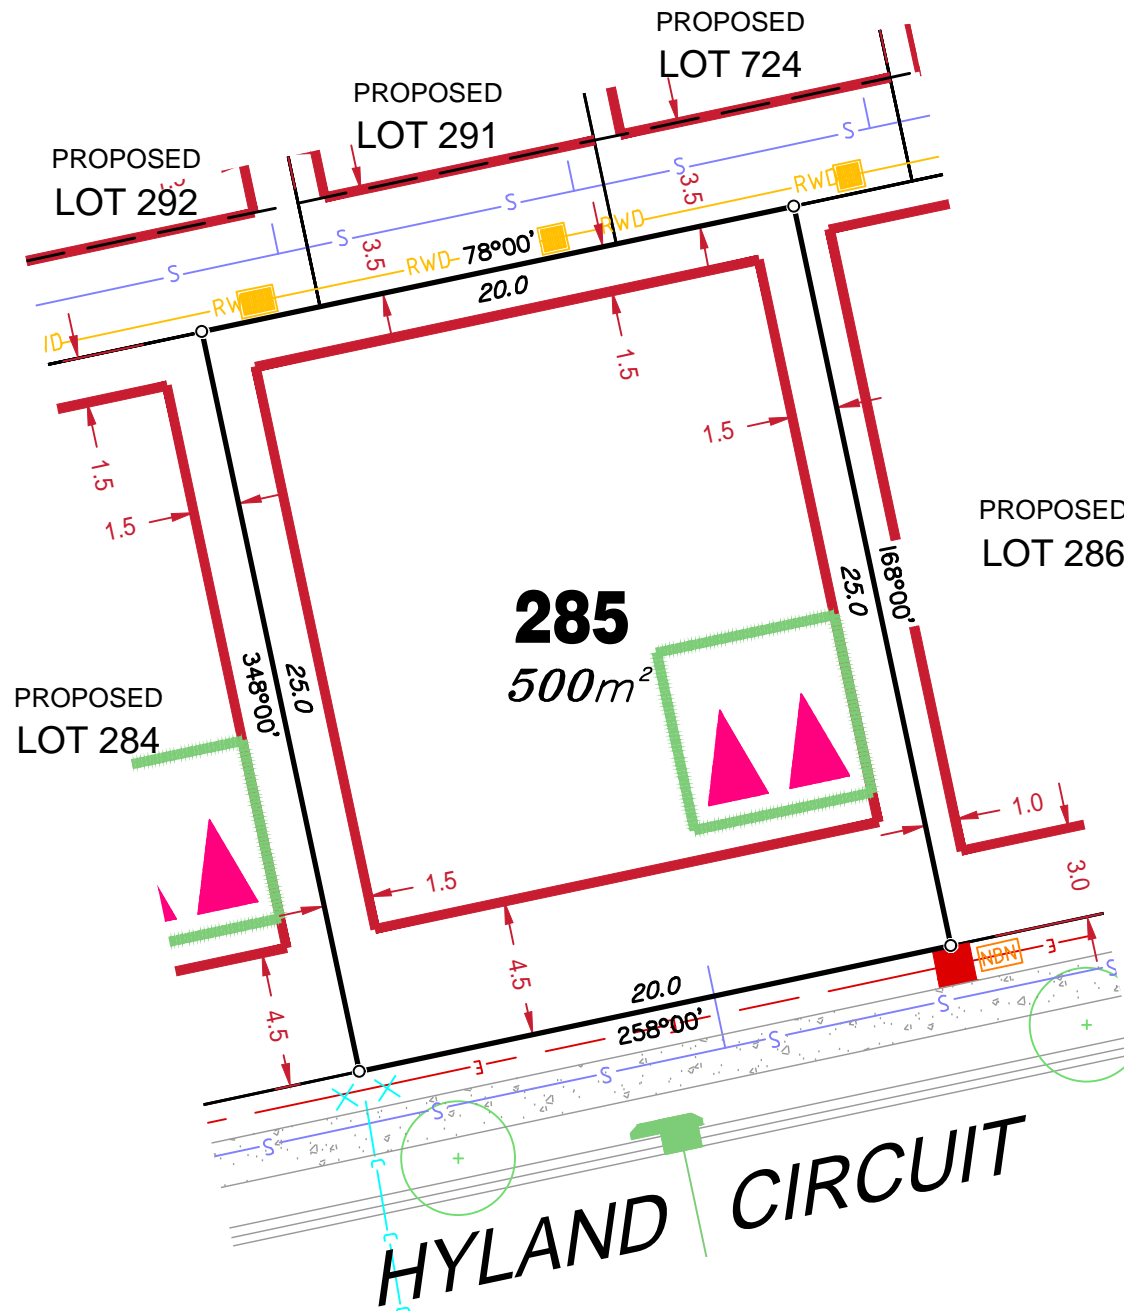 PROPOSED
LOT 724
PROPOSED
LOT 291
PROPOSED
LOT 292
S
S
S
S
S
RWD
RWD
RWD
3.5
3.5
78°00'
20.0
1.5
1.5
1.5
1.5
PROPOSED
LOT 286
168°00'
25.0
285
500m²
348°00'
25.0
PROPOSED
LOT 284
1.5
1.0
3.0
4.5
4.5
20.0
258°00'
NBN
E
E
S
S
S
S
S
S
HYLAND CIRCUIT